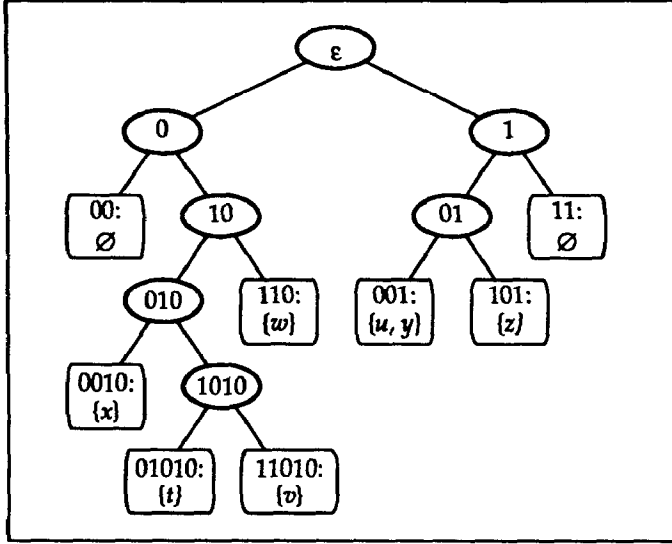 ε
0
1
00:
∅
10
01
11:
∅
010
110:
{w}
001:
{u, y}
101:
{z}
0010:
{x}
1010
01010:
{t}
11010:
{v}